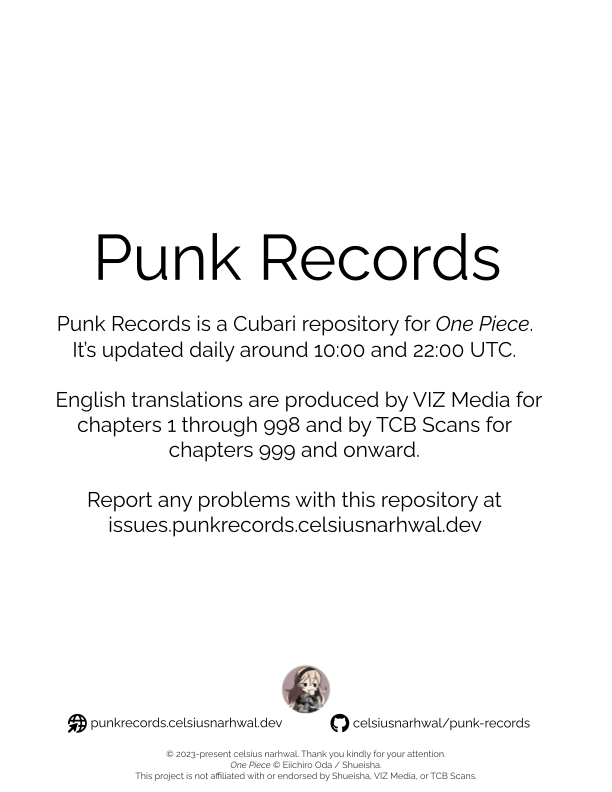 Punk Records
Punk Records is a Cubari repository for One Piece.
It's updated daily around 10:00 and 22:00 UTC.
English translations are produced by VIZ Media for
chapters 1 through 998 and by TCB Scans for
chapters 999 and onward.
Report any problems with this repository at
issues.punkrecords.celsiusnarhwal.dev
punkrecords.celsiusnarhwal.dev
celsiusnarhwal/punk-records
© 2023-present celsius narhwal. Thank you kindly for your attention.
One Piece © Eiichiro Oda / Shueisha.
This project is not affiliated with or endorsed by Shueisha, VIZ Media, or TCB Scans.